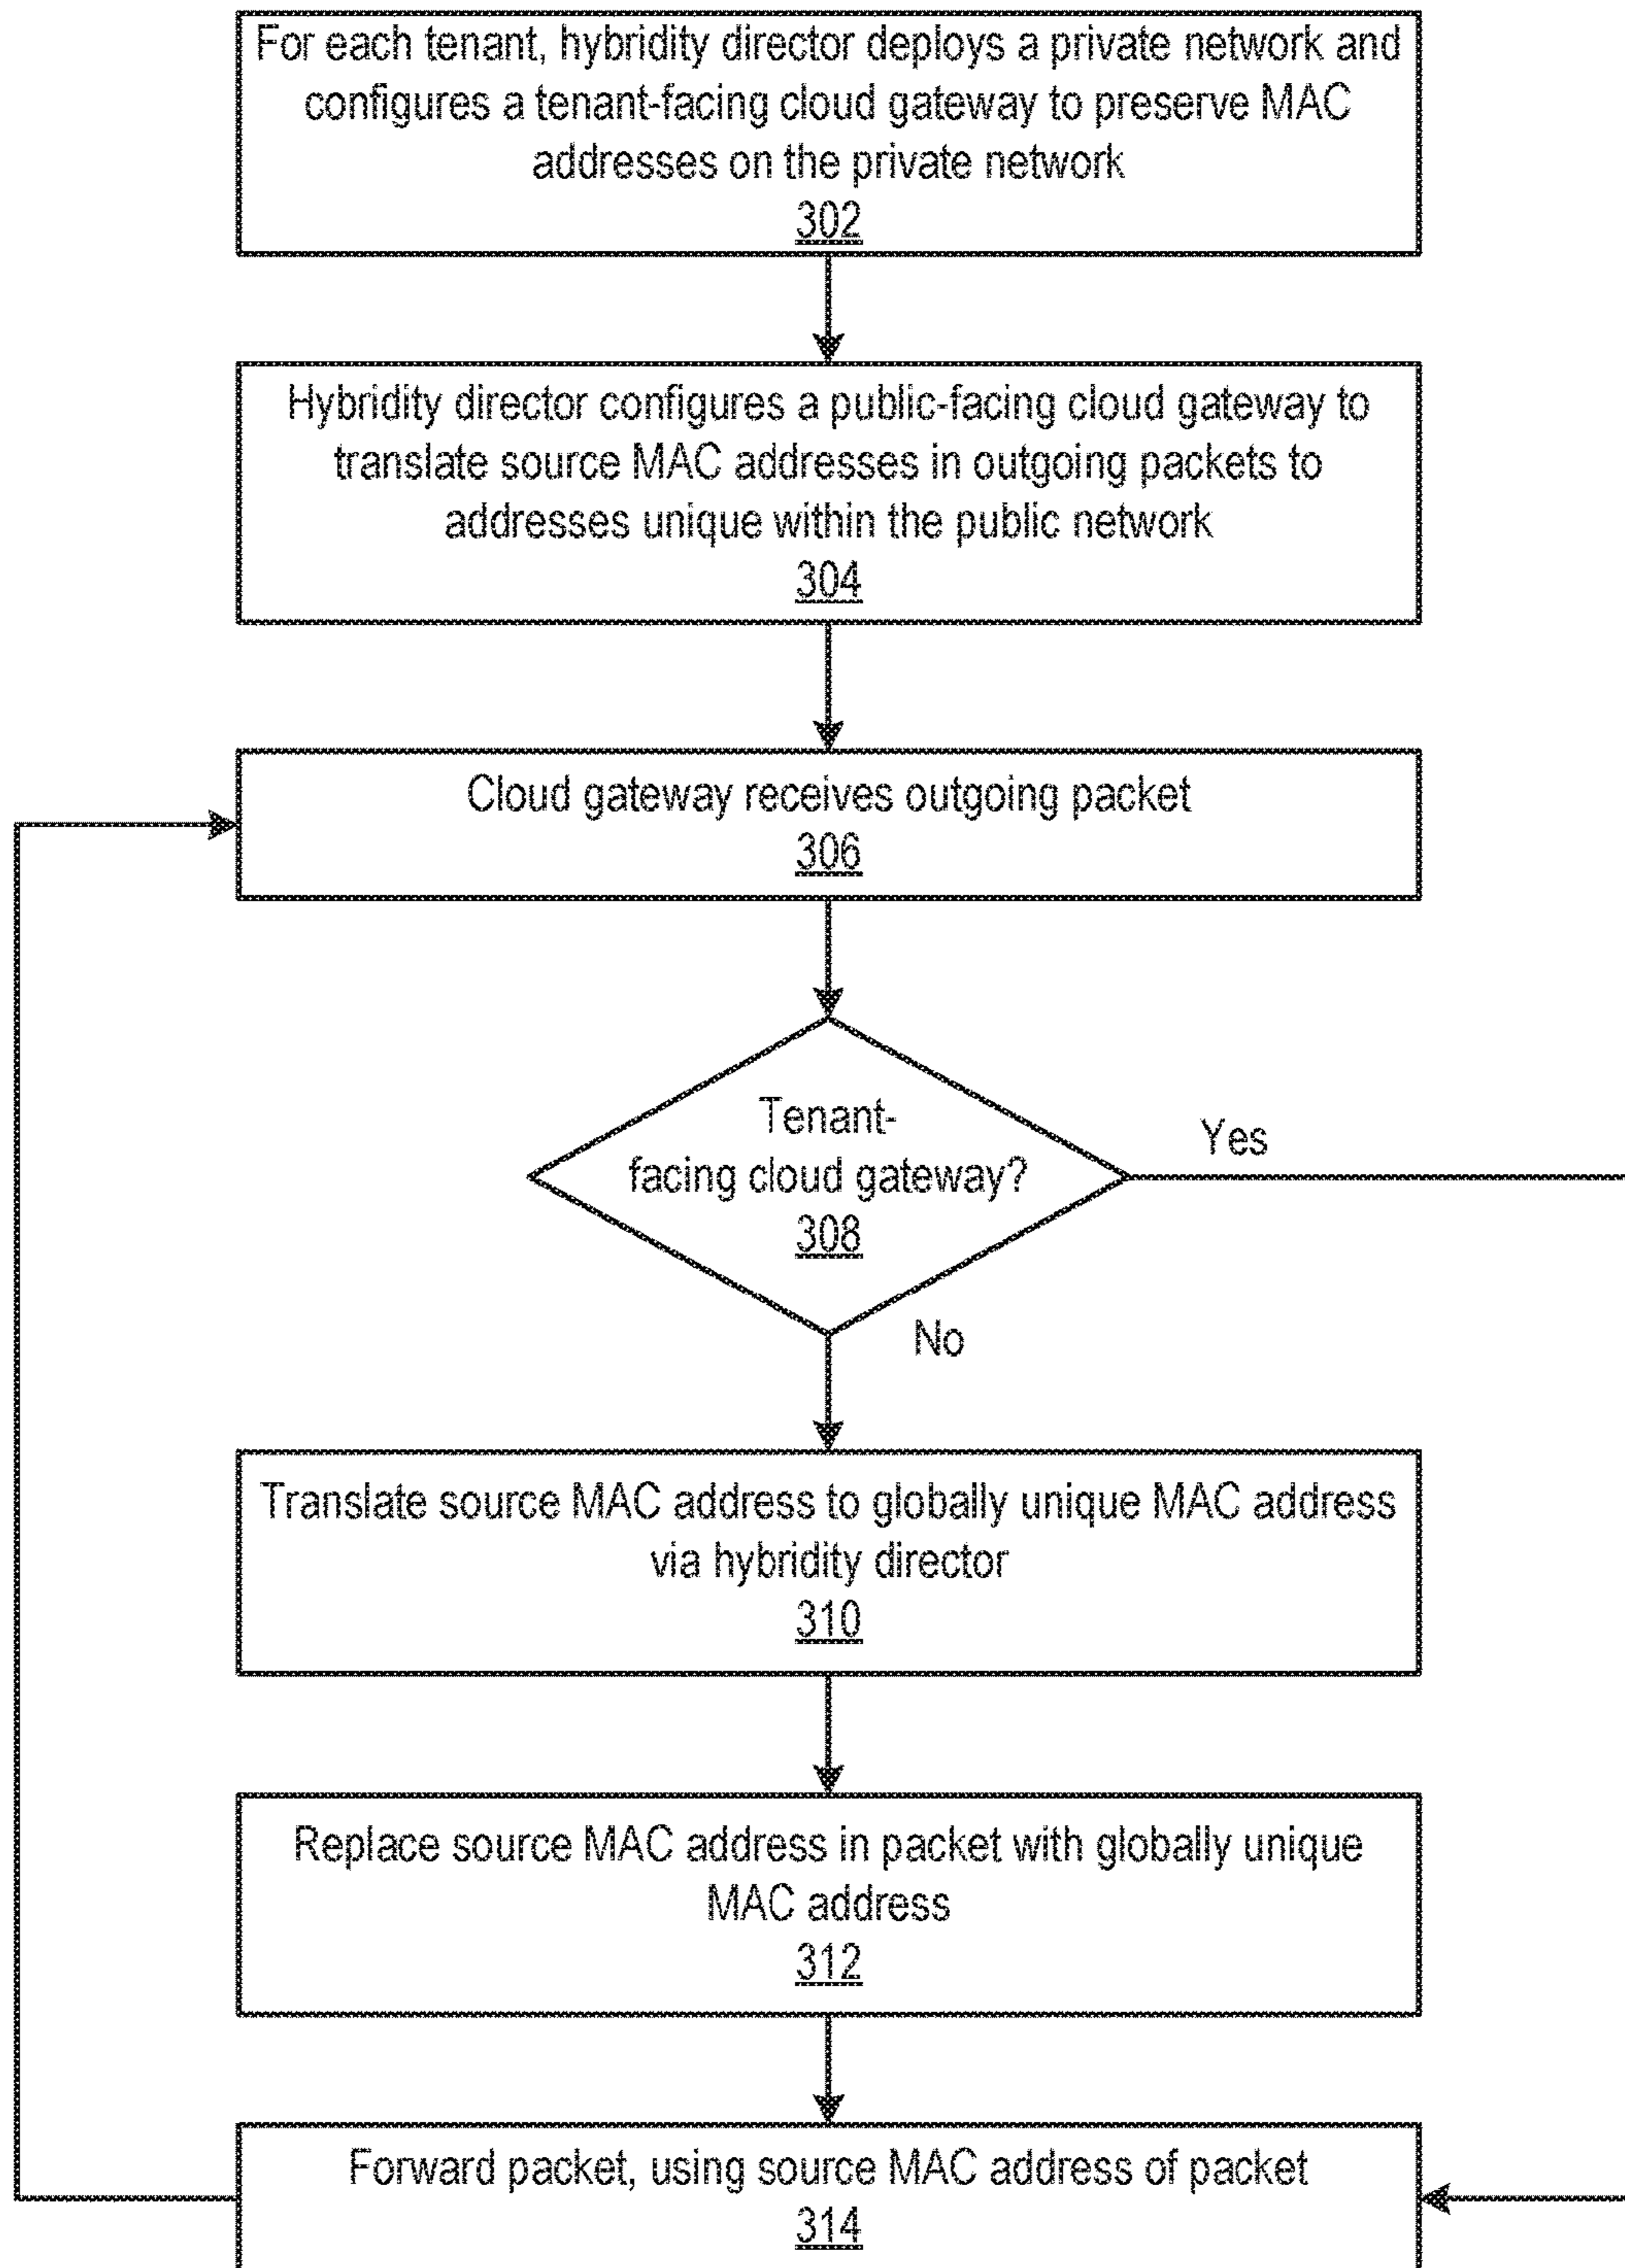 For each tenant, hybridity director deploys a private network and
configures a tenant-facing cloud gateway to preserve MAC
addresses on the private network
302
Hybridity director configures a public-facing cloud gateway to
translate source MAC addresses in outgoing packets to
addresses unique within the public network
304
Cloud gateway receives outgoing packet
306
Tenant-
facing cloud gateway?
308
Yes
No
Translate source MAC address to globally unique MAC address
via hybridity director
310
Replace source MAC address in packet with globally unique
MAC address
312
Forward packet, using source MAC address of packet
314